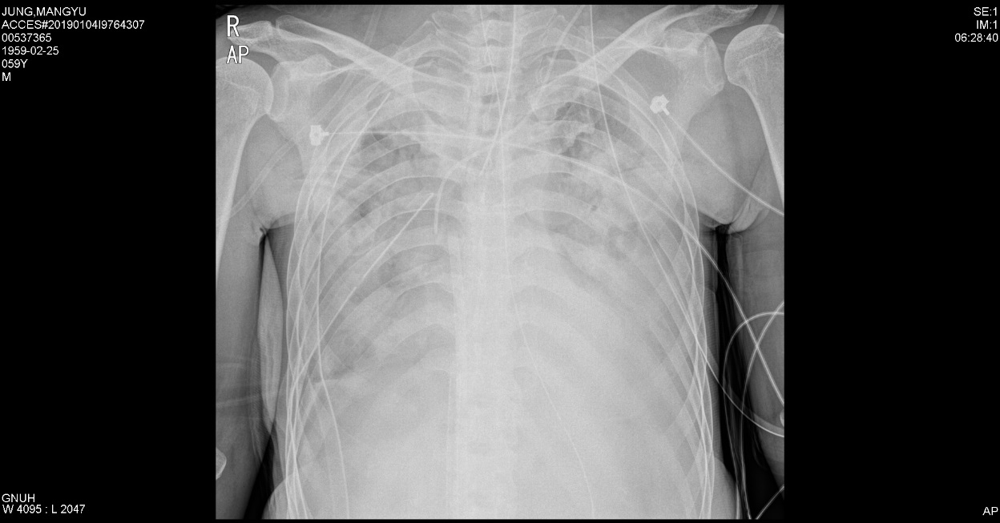 JUNG,MANGYU
ACCES#20190104I9764307
00537365
1959-02-25
059Y
M
SE:1
IM:1
06:28:40
R
AP
GNUH
W 4095 : L 2047
AP